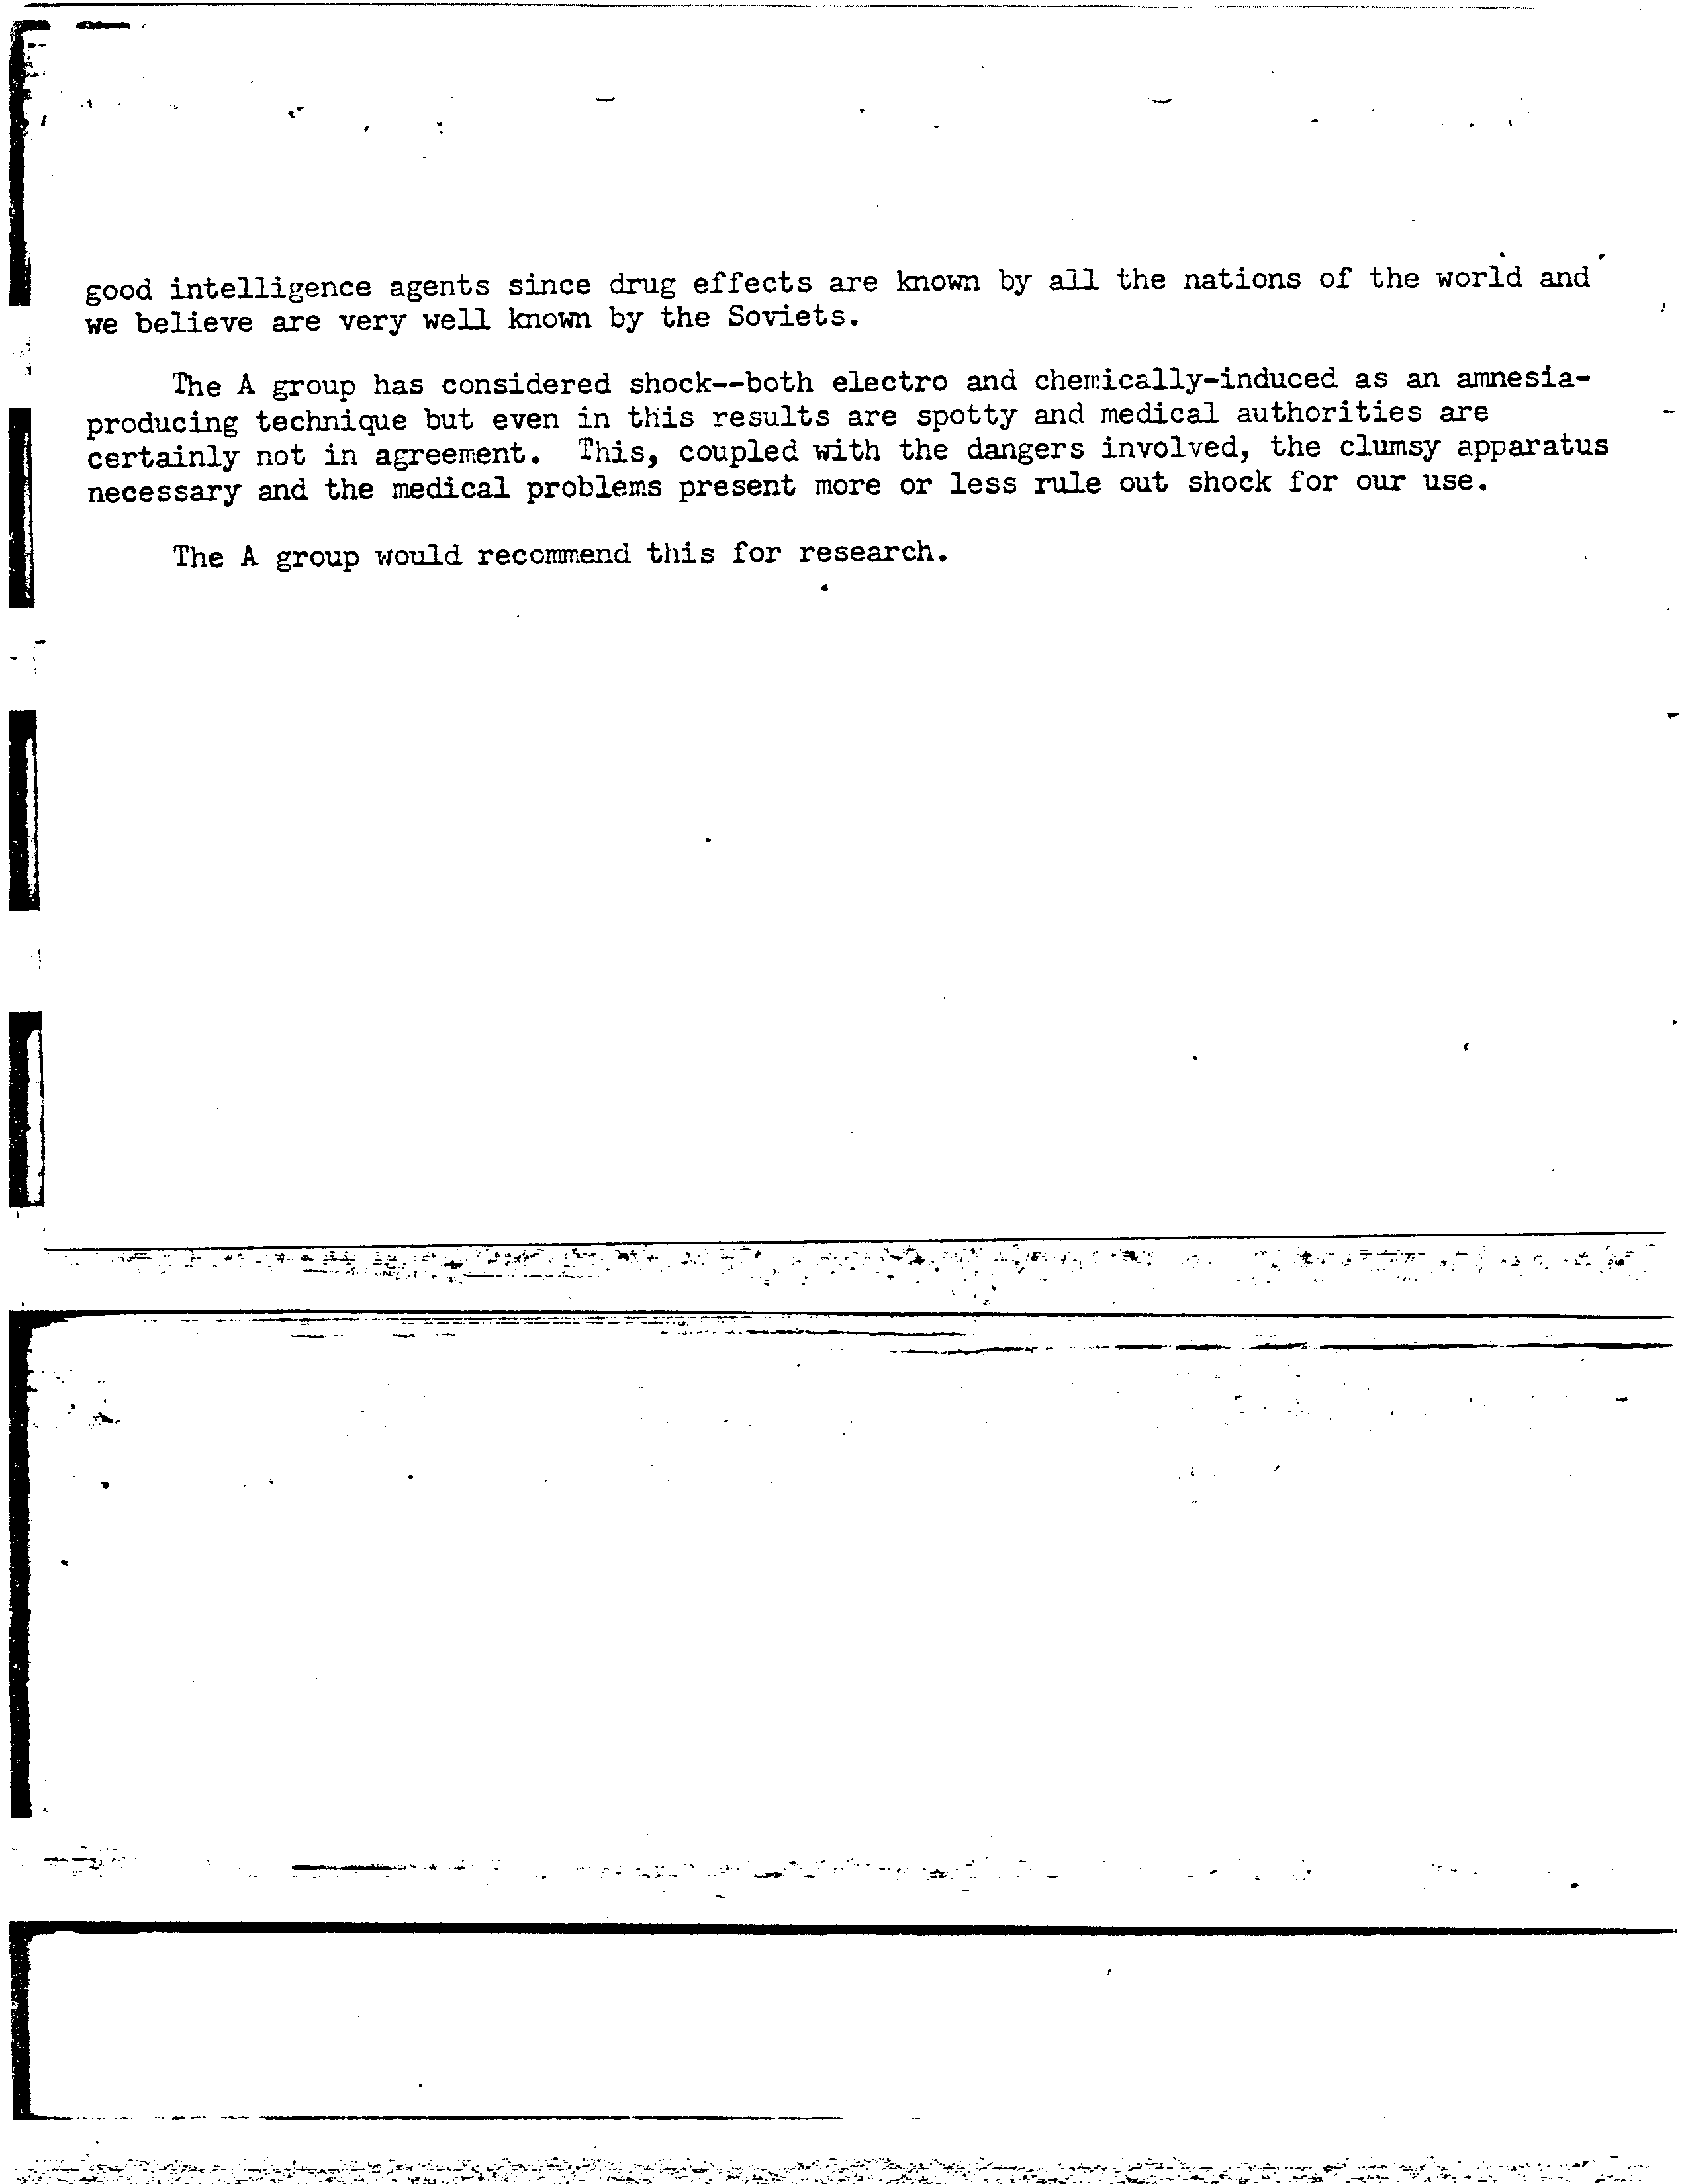 good intelligence agents since drug effects are known by all the nations of the world and
we believe are very well known by the Soviets.
The A group has considered shock--both electro and chemically-induced as an amnesia-
producing technique but even in this results are spotty and medical authorities are
certainly not in agreement. This, coupled with the dangers involved, the clumsy apparatus
necessary and the medical problems present more or less rule out shock for our use.
The A group would recommend this for research.